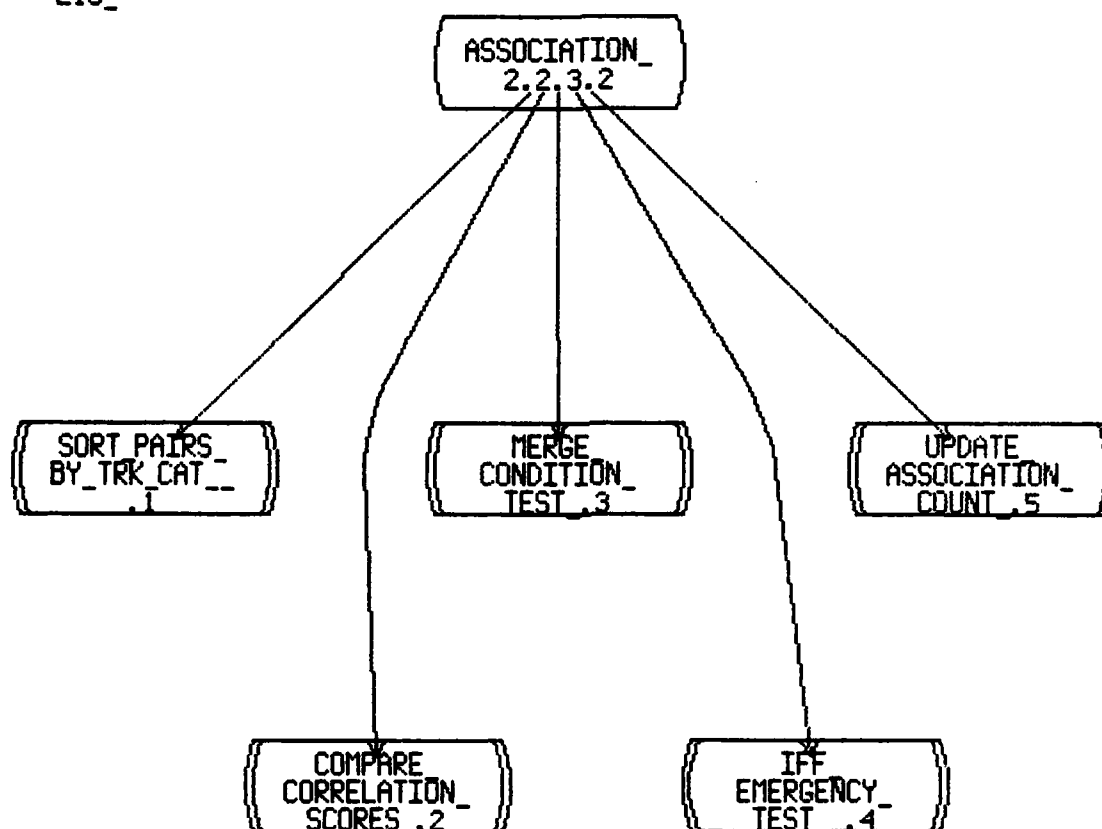 ASSOCIATION_
2.2.3.2
SORT_PAIRS_
BY_TRK_CAT__
.1
MERGE_
CONDITION_
TEST_.3
UPDATE_
ASSOCIATION_
COUNT_.5
COMPARE_
CORRELATION_
SCORES_.2
IFF_
EMERGENCY_
TEST__.4